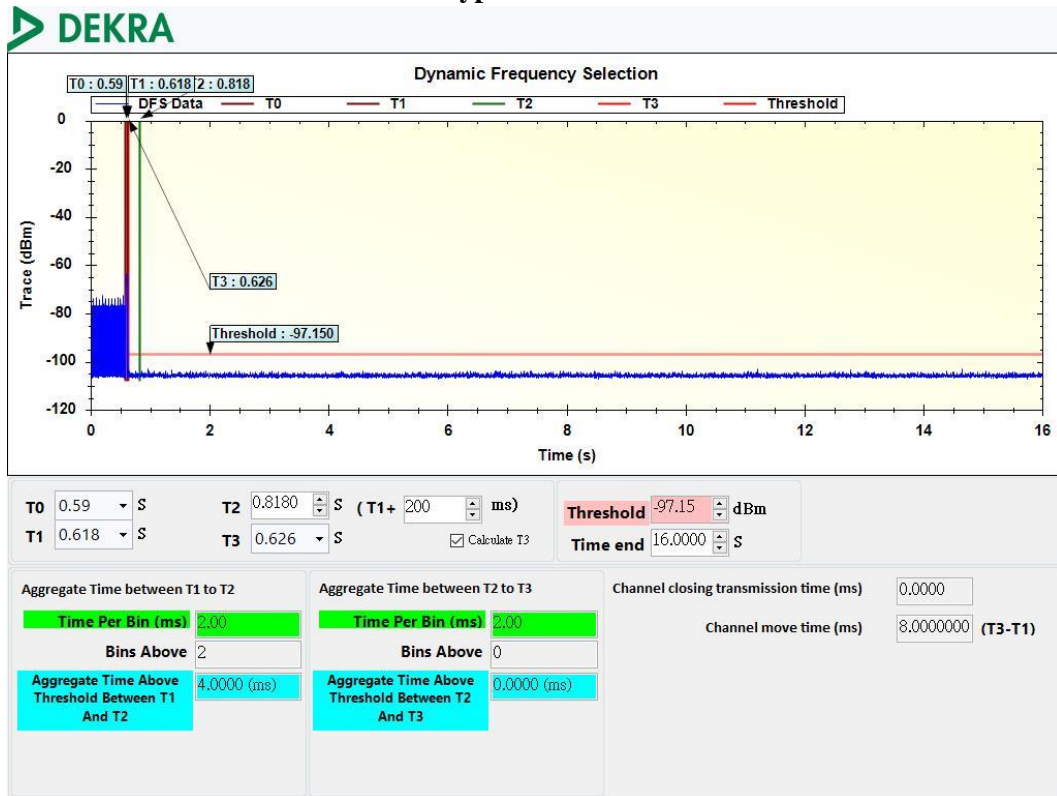 DEKRA
Dynamic Frequency Selection
T0 : 0.59 T1 : 0.618 2 : 0.818
DFS Data T0 T1 T2 T3 Threshold
0
-20
-40
-60
-80
-100
-120
Trace (dBm)
T3 : 0.626
Threshold : -97.150
0 2 4 6 8 10 12 14 16
Time (s)
T0 0.59 S T2 0.8180 S (T1+ 200 ms) Threshold -97.15 dBm
T1 0.618 S T3 0.626 S Calculate T3 Time end 16.0000 S
Aggregate Time between T1 to T2
Time Per Bin (ms) 2.00
Bins Above 2
Aggregate Time Above
Threshold Between T1
And T2
4.0000 (ms)
Aggregate Time between T2 to T3
Time Per Bin (ms) 2.00
Bins Above 0
Aggregate Time Above
Threshold Between T2
And T3
0.0000 (ms)
Channel closing transmission time (ms) 0.0000
Channel move time (ms) 8.0000000 (T3-T1)